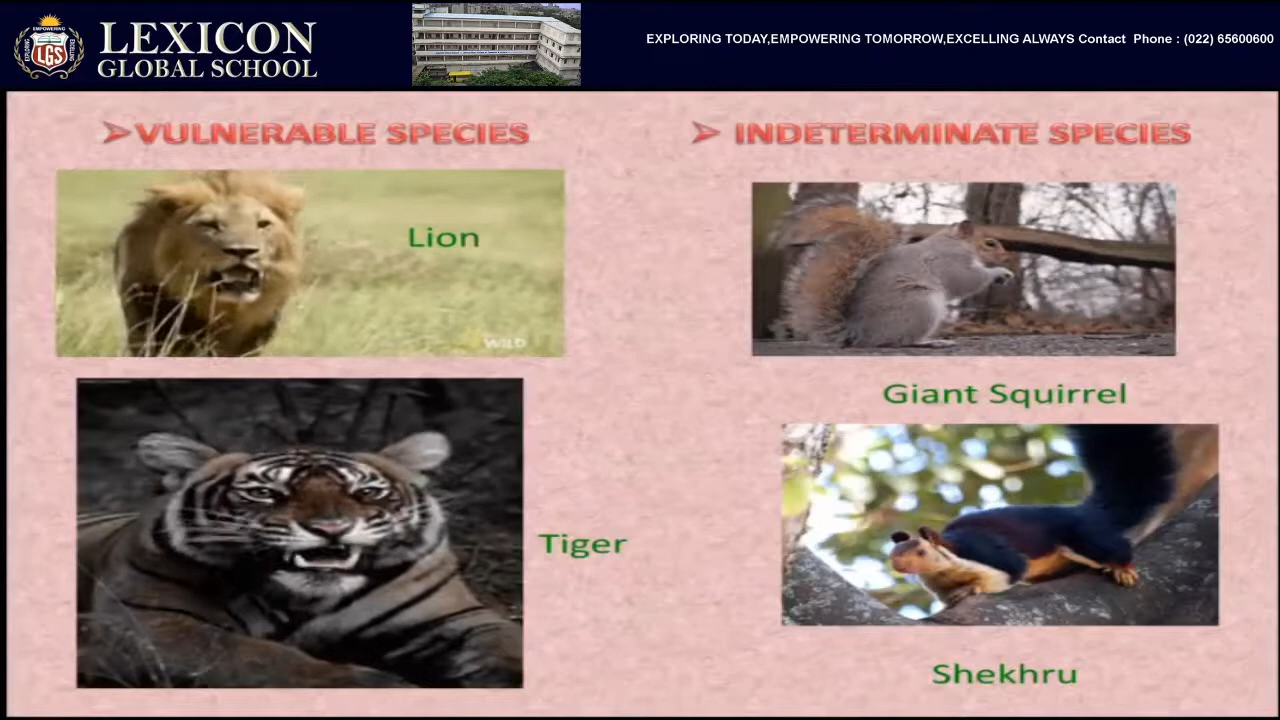 LEXICON
GLOBAL SCHOOL
EMPOWERING
LGS
EXPLORING TODAY,EMPOWERING TOMORROW,EXCELLING ALWAYS Contact Phone : (022) 65600600
➢VULNERABLE SPECIES
➢ INDETERMINATE SPECIES
Lion
WILD
Giant Squirrel
Tiger
Shekhru